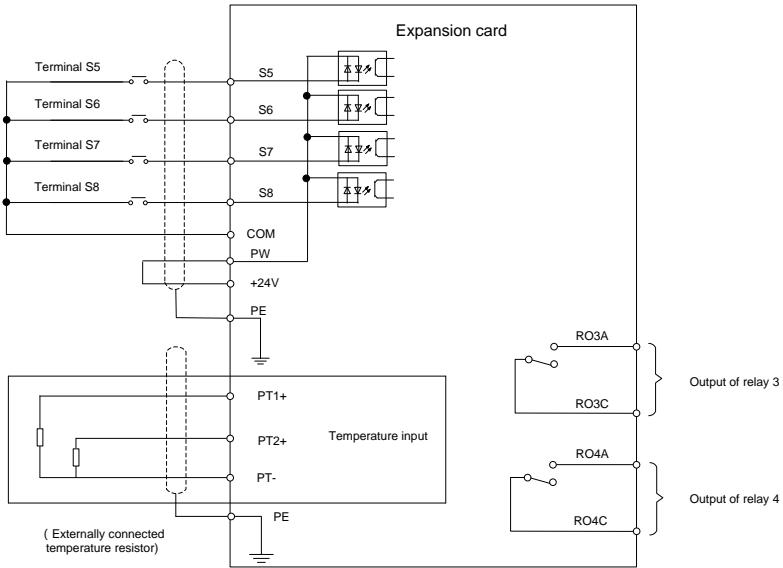 Expansion card
Terminal S5
S5
Terminal S6
S6
Terminal S7
S7
Terminal S8
S8
COM
PW
+24V
PE
RO3A
Output of relay 3
RO3C
PT1+
PT2+
Temperature input
PT-
RO4A
Output of relay 4
RO4C
PE
( Externally connected
temperature resistor)